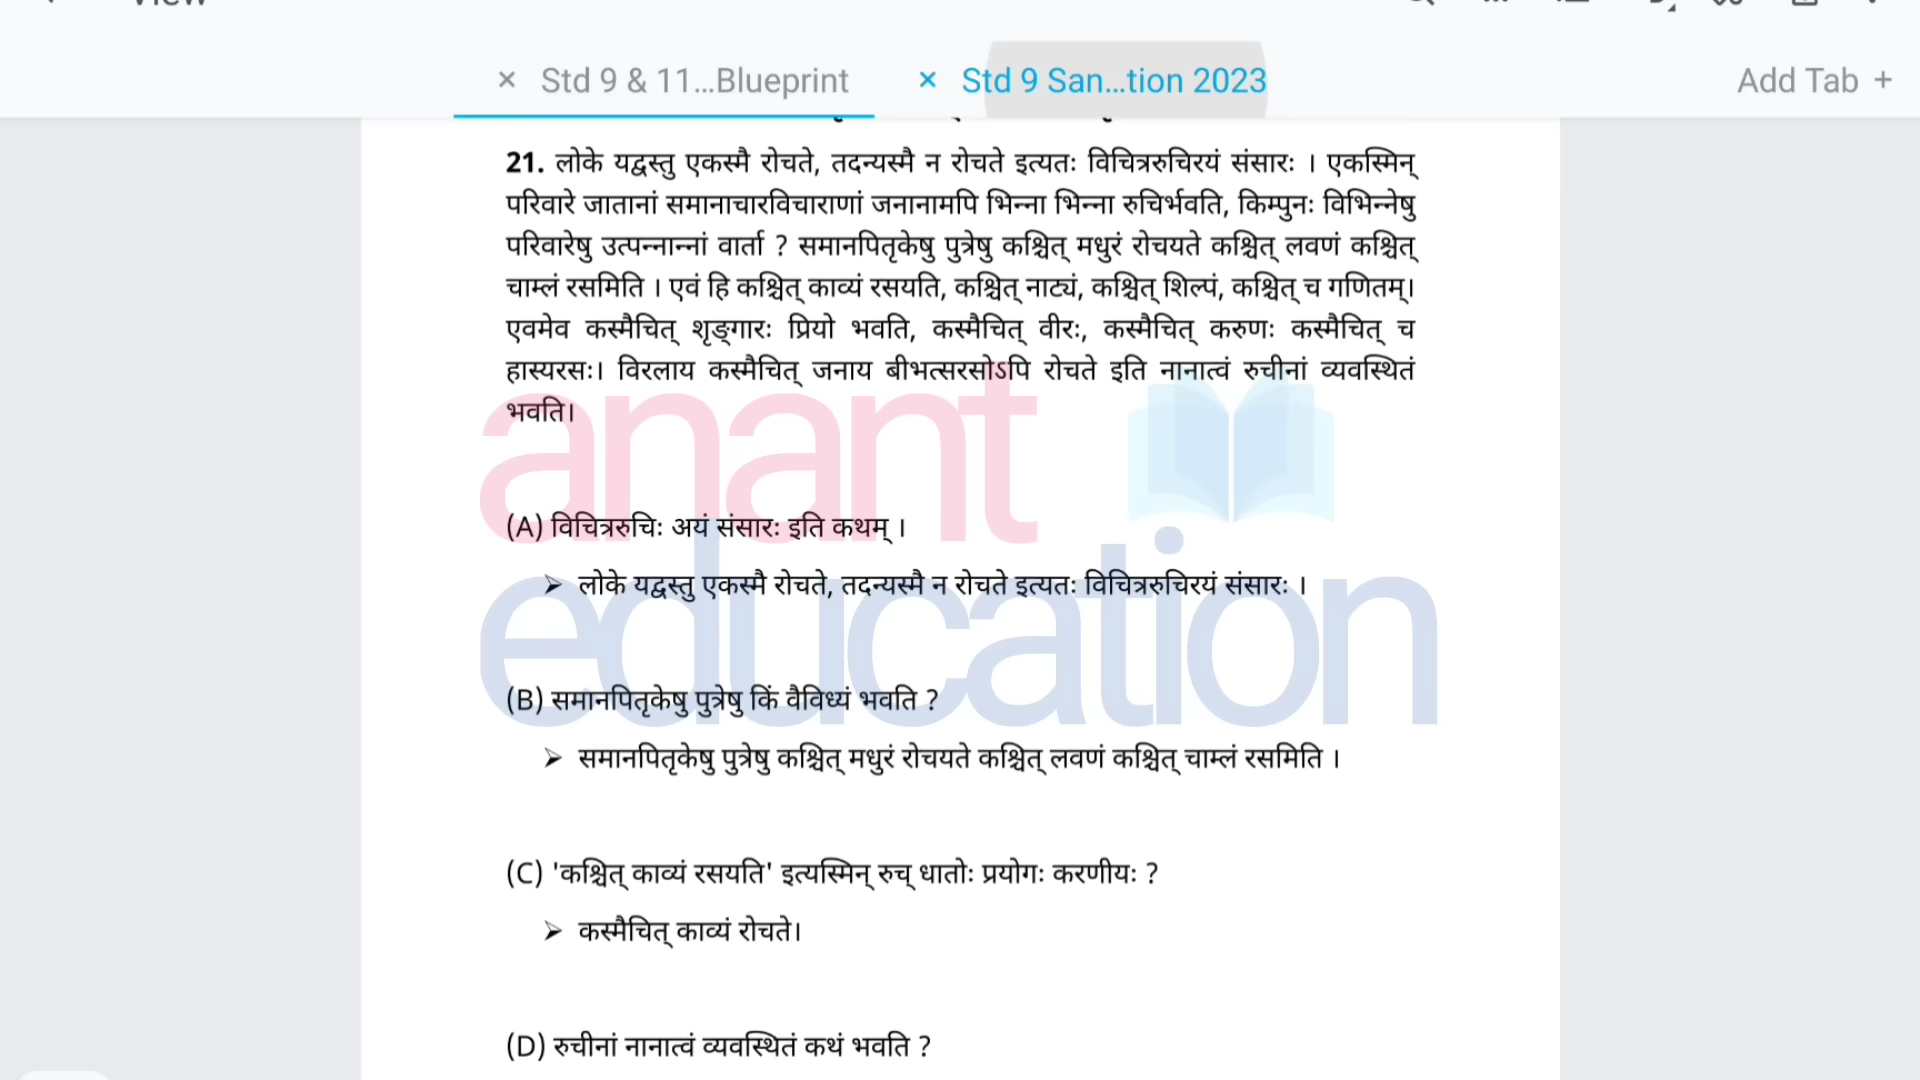 View
× Std 9 & 11...Blueprint × Std 9 San...tion 2023 Add Tab +
21. लोके यद्वस्तु एकस्मै रोचते, तदन्यस्मै न रोचते इत्यतः विचित्ररुचिरयं संसारः । एकस्मिन्
परिवारे जातानां समानाचारविचाराणां जनानामपि भिन्ना भिन्ना रुचिर्भवति, किम्पुनः विभिन्नेषु
परिवारेषु उत्पन्नान्नां वार्ता ? समानपितृकेषु पुत्रेषु कश्चित् मधुरं रोचयते कश्चित् लवणं कश्चित्
चाम्लं रसमिति । एवं हि कश्चित् काव्यं रसयति, कश्चित् नाट्यं, कश्चित् शिल्पं, कश्चित् च गणितम्।
एवमेव कस्मैचित् शृङ्गारः प्रियो भवति, कस्मैचित् वीरः, कस्मैचित् करुणः कस्मैचित् च
हास्यरसः। विरलाय कस्मैचित् जनाय बीभत्सरसोऽपि रोचते इति नानात्वं रुचीनां व्यवस्थितं
भवति।
anant
(A) विचित्ररुचिः अयं संसारः इति कथम् ।
➢ लोके यद्वस्तु एकस्मै रोचते, तदन्यस्मै न रोचते इत्यतः विचित्ररुचिरयं संसारः ।
education
(B) समानपितृकेषु पुत्रेषु किं वैविध्यं भवति ?
➢ समानपितृकेषु पुत्रेषु कश्चित् मधुरं रोचयते कश्चित् लवणं कश्चित् चाम्लं रसमिति ।
(C) 'कश्चित् काव्यं रसयति' इत्यस्मिन् रुच् धातोः प्रयोगः करणीयः ?
➢ कस्मैचित् काव्यं रोचते।
(D) रुचीनां नानात्वं व्यवस्थितं कथं भवति ?